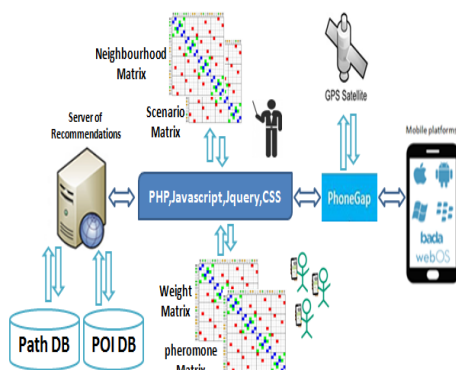 Neighbourhood
Matrix
Scenario
Matrix
GPS Satellite
Server of
Recommendations
Mobile platforms
PHP,Javascript,Jquery,CSS
PhoneGap
bada
webOS
Weight
Matrix
pheromone
Matrix
Path DB
POI DB